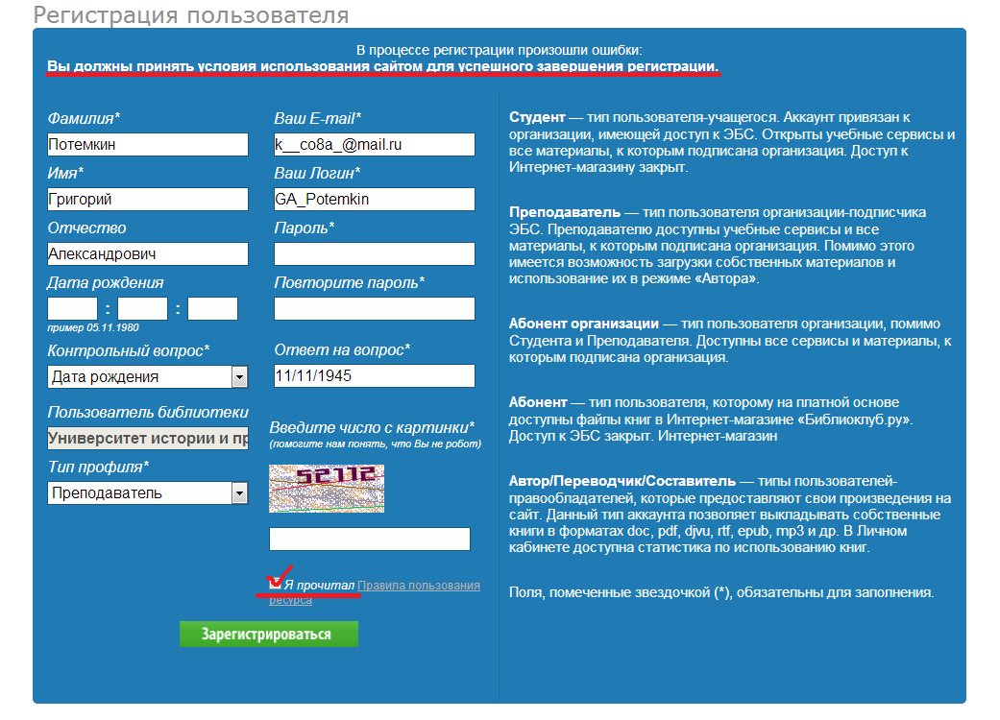 Регистрация пользователя
В процессе регистрации произошли ошибки:
Вы должны принять условия использования сайтом для успешного завершения регистрации.
Фамилия*
Потемкин
Имя*
Григорий
Отчество
Александрович
Дата рождения
: :
пример 05.11.1980
Контрольный вопрос*
Дата рождения
Пользователь библиотеки
Университет истории и пр
Тип профиля*
Преподаватель
Ваш E-mail*
k__co8a_@mail.ru
Ваш Логин*
GA_Potemkin
Пароль*
Повторите пароль*
Ответ на вопрос*
11/11/1945
Введите число с картинки*
(помогите нам понять, что Вы не робот)
52112
Я прочитал Правила пользования
ресурса
Зарегистрироваться
Студент — тип пользователя-учащегося. Аккаунт привязан к
организации, имеющей доступ к ЭБС. Открыты учебные сервисы и
все материалы, к которым подписана организация. Доступ к
Интернет-магазину закрыт.
Преподаватель — тип пользователя организации-подписчика
ЭБС. Преподавателю доступны учебные сервисы и все
материалы, к которым подписана организация. Помимо этого
имеется возможность загрузки собственных материалов и
использование их в режиме «Автора».
Абонент организации — тип пользователя организации, помимо
Студента и Преподавателя. Доступны все сервисы и материалы, к
которым подписана организация.
Абонент — тип пользователя, которому на платной основе
доступны файлы книг в Интернет-магазине «Библиоклуб.ру».
Доступ к ЭБС закрыт. Интернет-магазин
Автор/Переводчик/Составитель — типы пользователей-
правообладателей, которые предоставляют свои произведения на
сайт. Данный тип аккаунта позволяет выкладывать собственные
книги в форматах doc, pdf, djvu, rtf, epub, mp3 и др. В Личном
кабинете доступна статистика по использованию книг.
Поля, помеченные звездочкой (*), обязательны для заполнения.